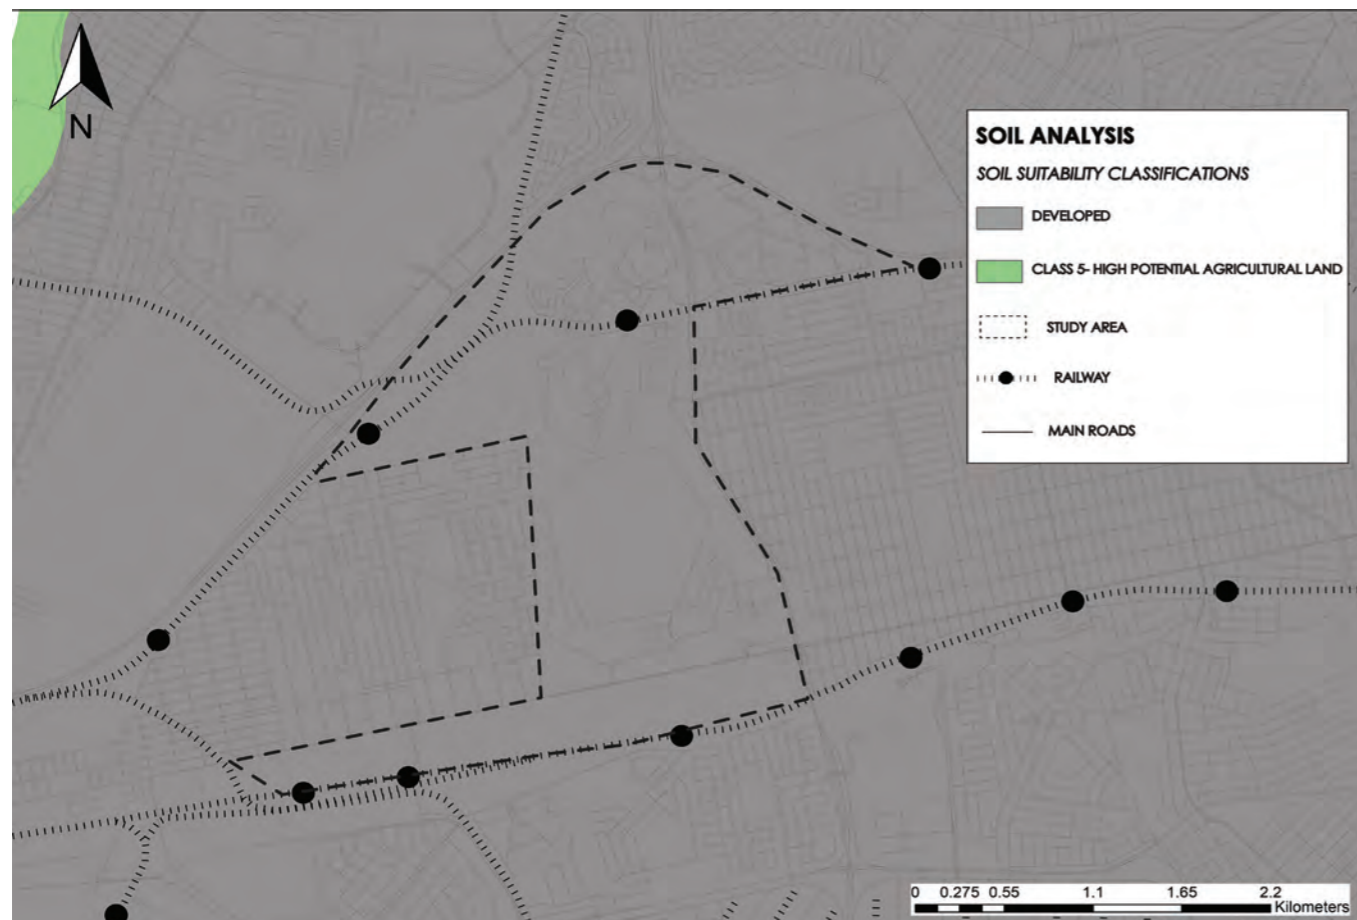 N
SOIL ANALYSIS
SOIL SUITABILITY CLASSIFICATIONS
DEVELOPED
CLASS 5- HIGH POTENTIAL AGRICULTURAL LAND
STUDY AREA
RAILWAY
MAIN ROADS
0 0.275 0.55 1.1 1.65 2.2
Kilometers